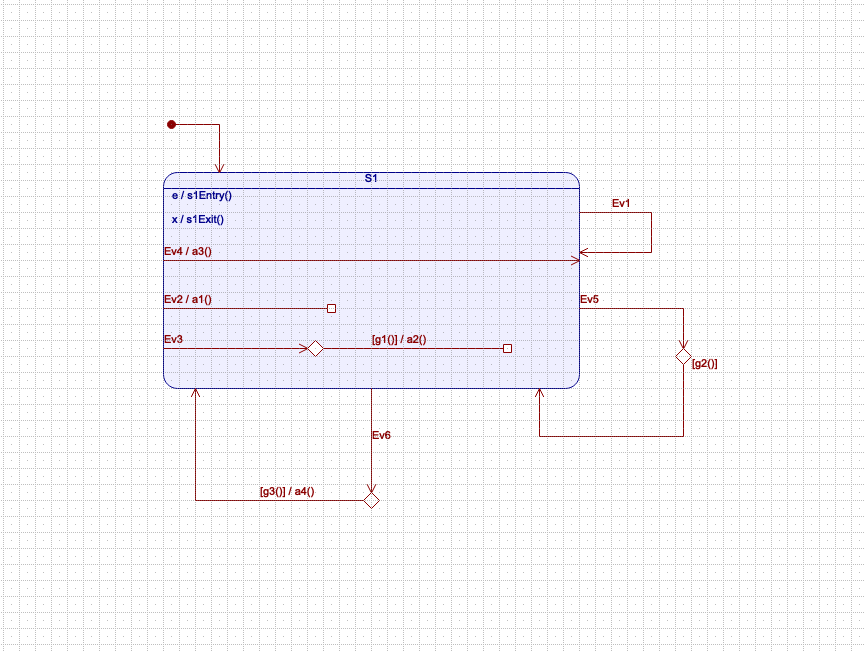 S1
e / s1Entry()
x / s1Exit()
Ev1
Ev4 / a3()
Ev2 / a1()
Ev5
Ev3
[g1()] / a2()
[g2()]
Ev6
[g3()] / a4()